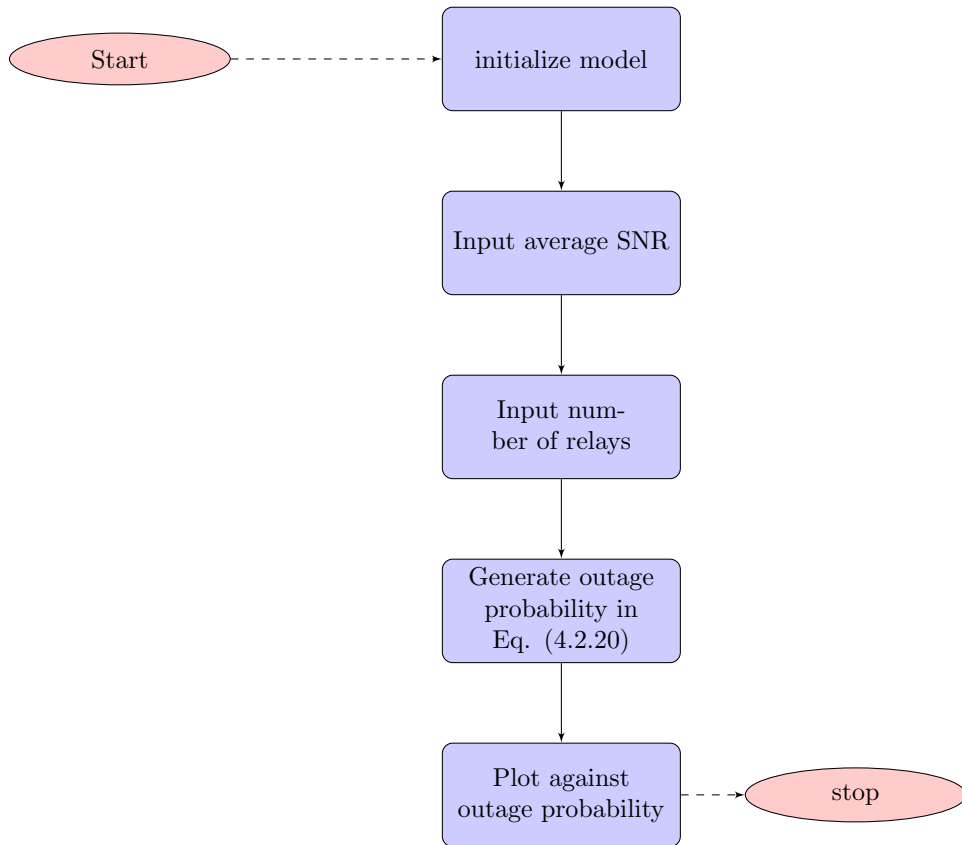 Start
initialize model
Input average SNR
Input num-
ber of relays
Generate outage
probability in
Eq. (4.2.20)
Plot against
outage probability
stop